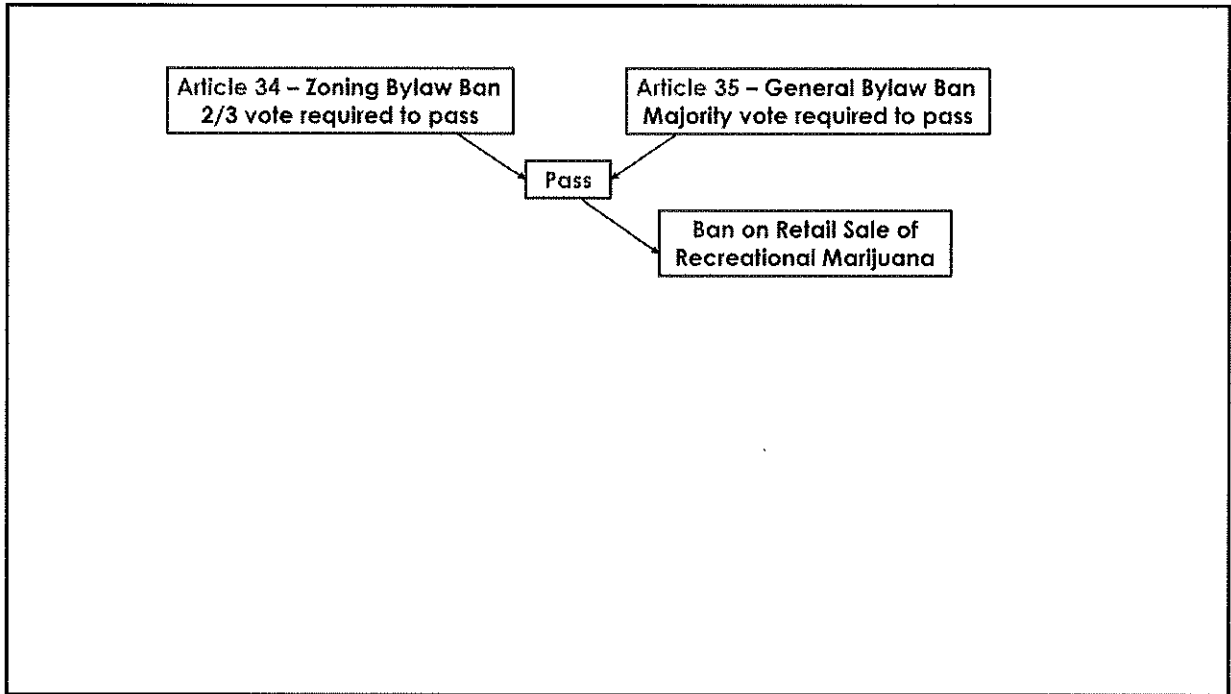 Article 34 – Zoning Bylaw Ban
2/3 vote required to pass
Article 35 – General Bylaw Ban
Majority vote required to pass
Pass
Ban on Retail Sale of
Recreational Marijuana